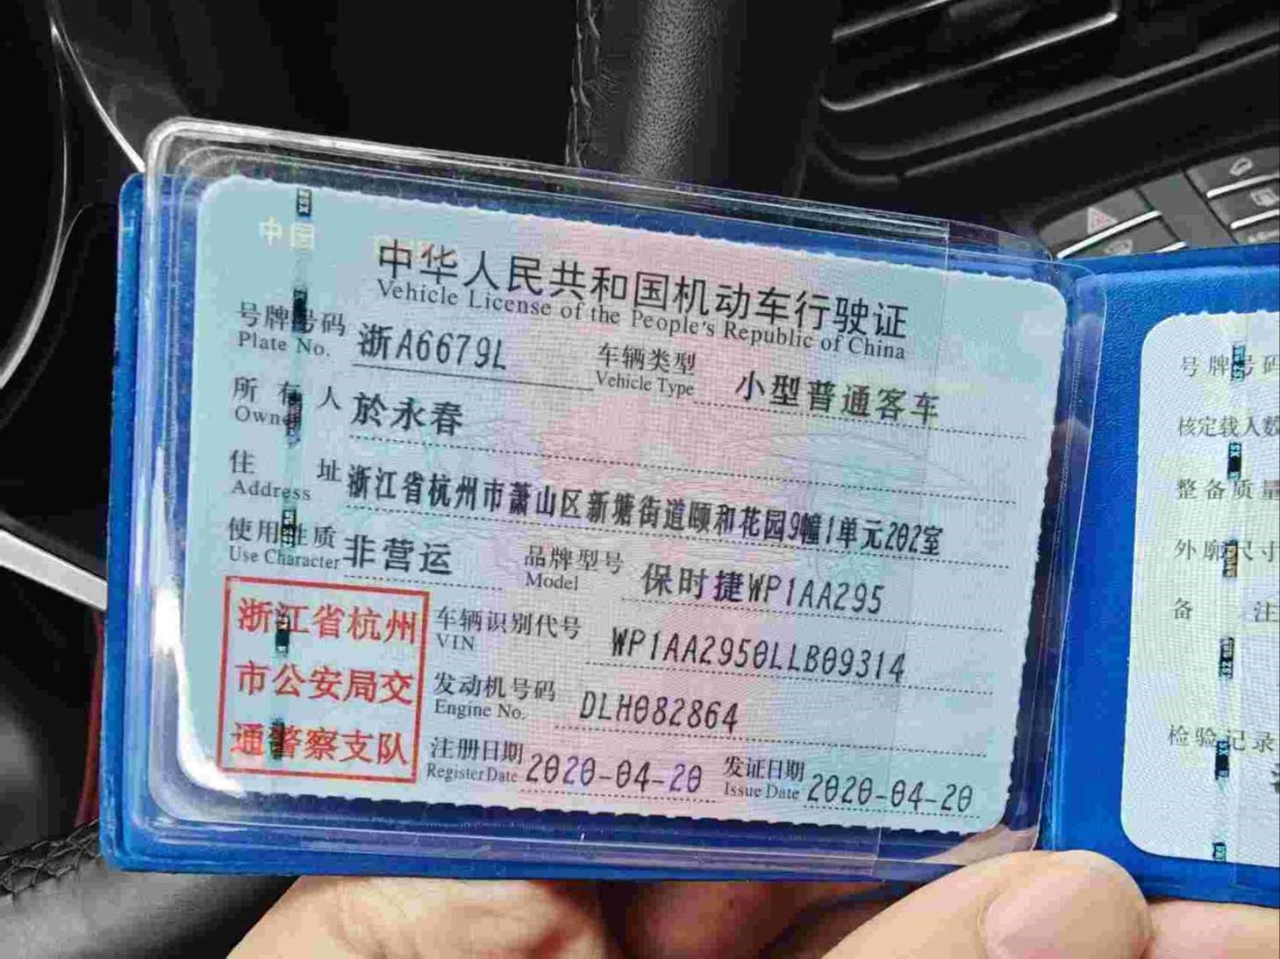 中国
中华人民共和国机动车行驶证
Vehicle License of the People's Republic of China
号牌号码 浙A6679L 车辆类型 小型普通客车
Plate No. Vehicle Type
所有人 於永春
Owner
住址 浙江省杭州市萧山区新塘街道颐和花园9幢1单元202室
Address
使用性质 非营运 品牌型号 保时捷WP1AA295
Use Character Model
浙江省杭州
市公安局交
通警察支队
车辆识别代号 WP1AA2950LLB09314
VIN
发动机号码 DLH082864
Engine No.
注册日期 2020-04-20 发证日期 2020-04-20
Register Date Issue Date
号牌号码
核定载人数
整备质量
外廓尺寸
备注
检验记录